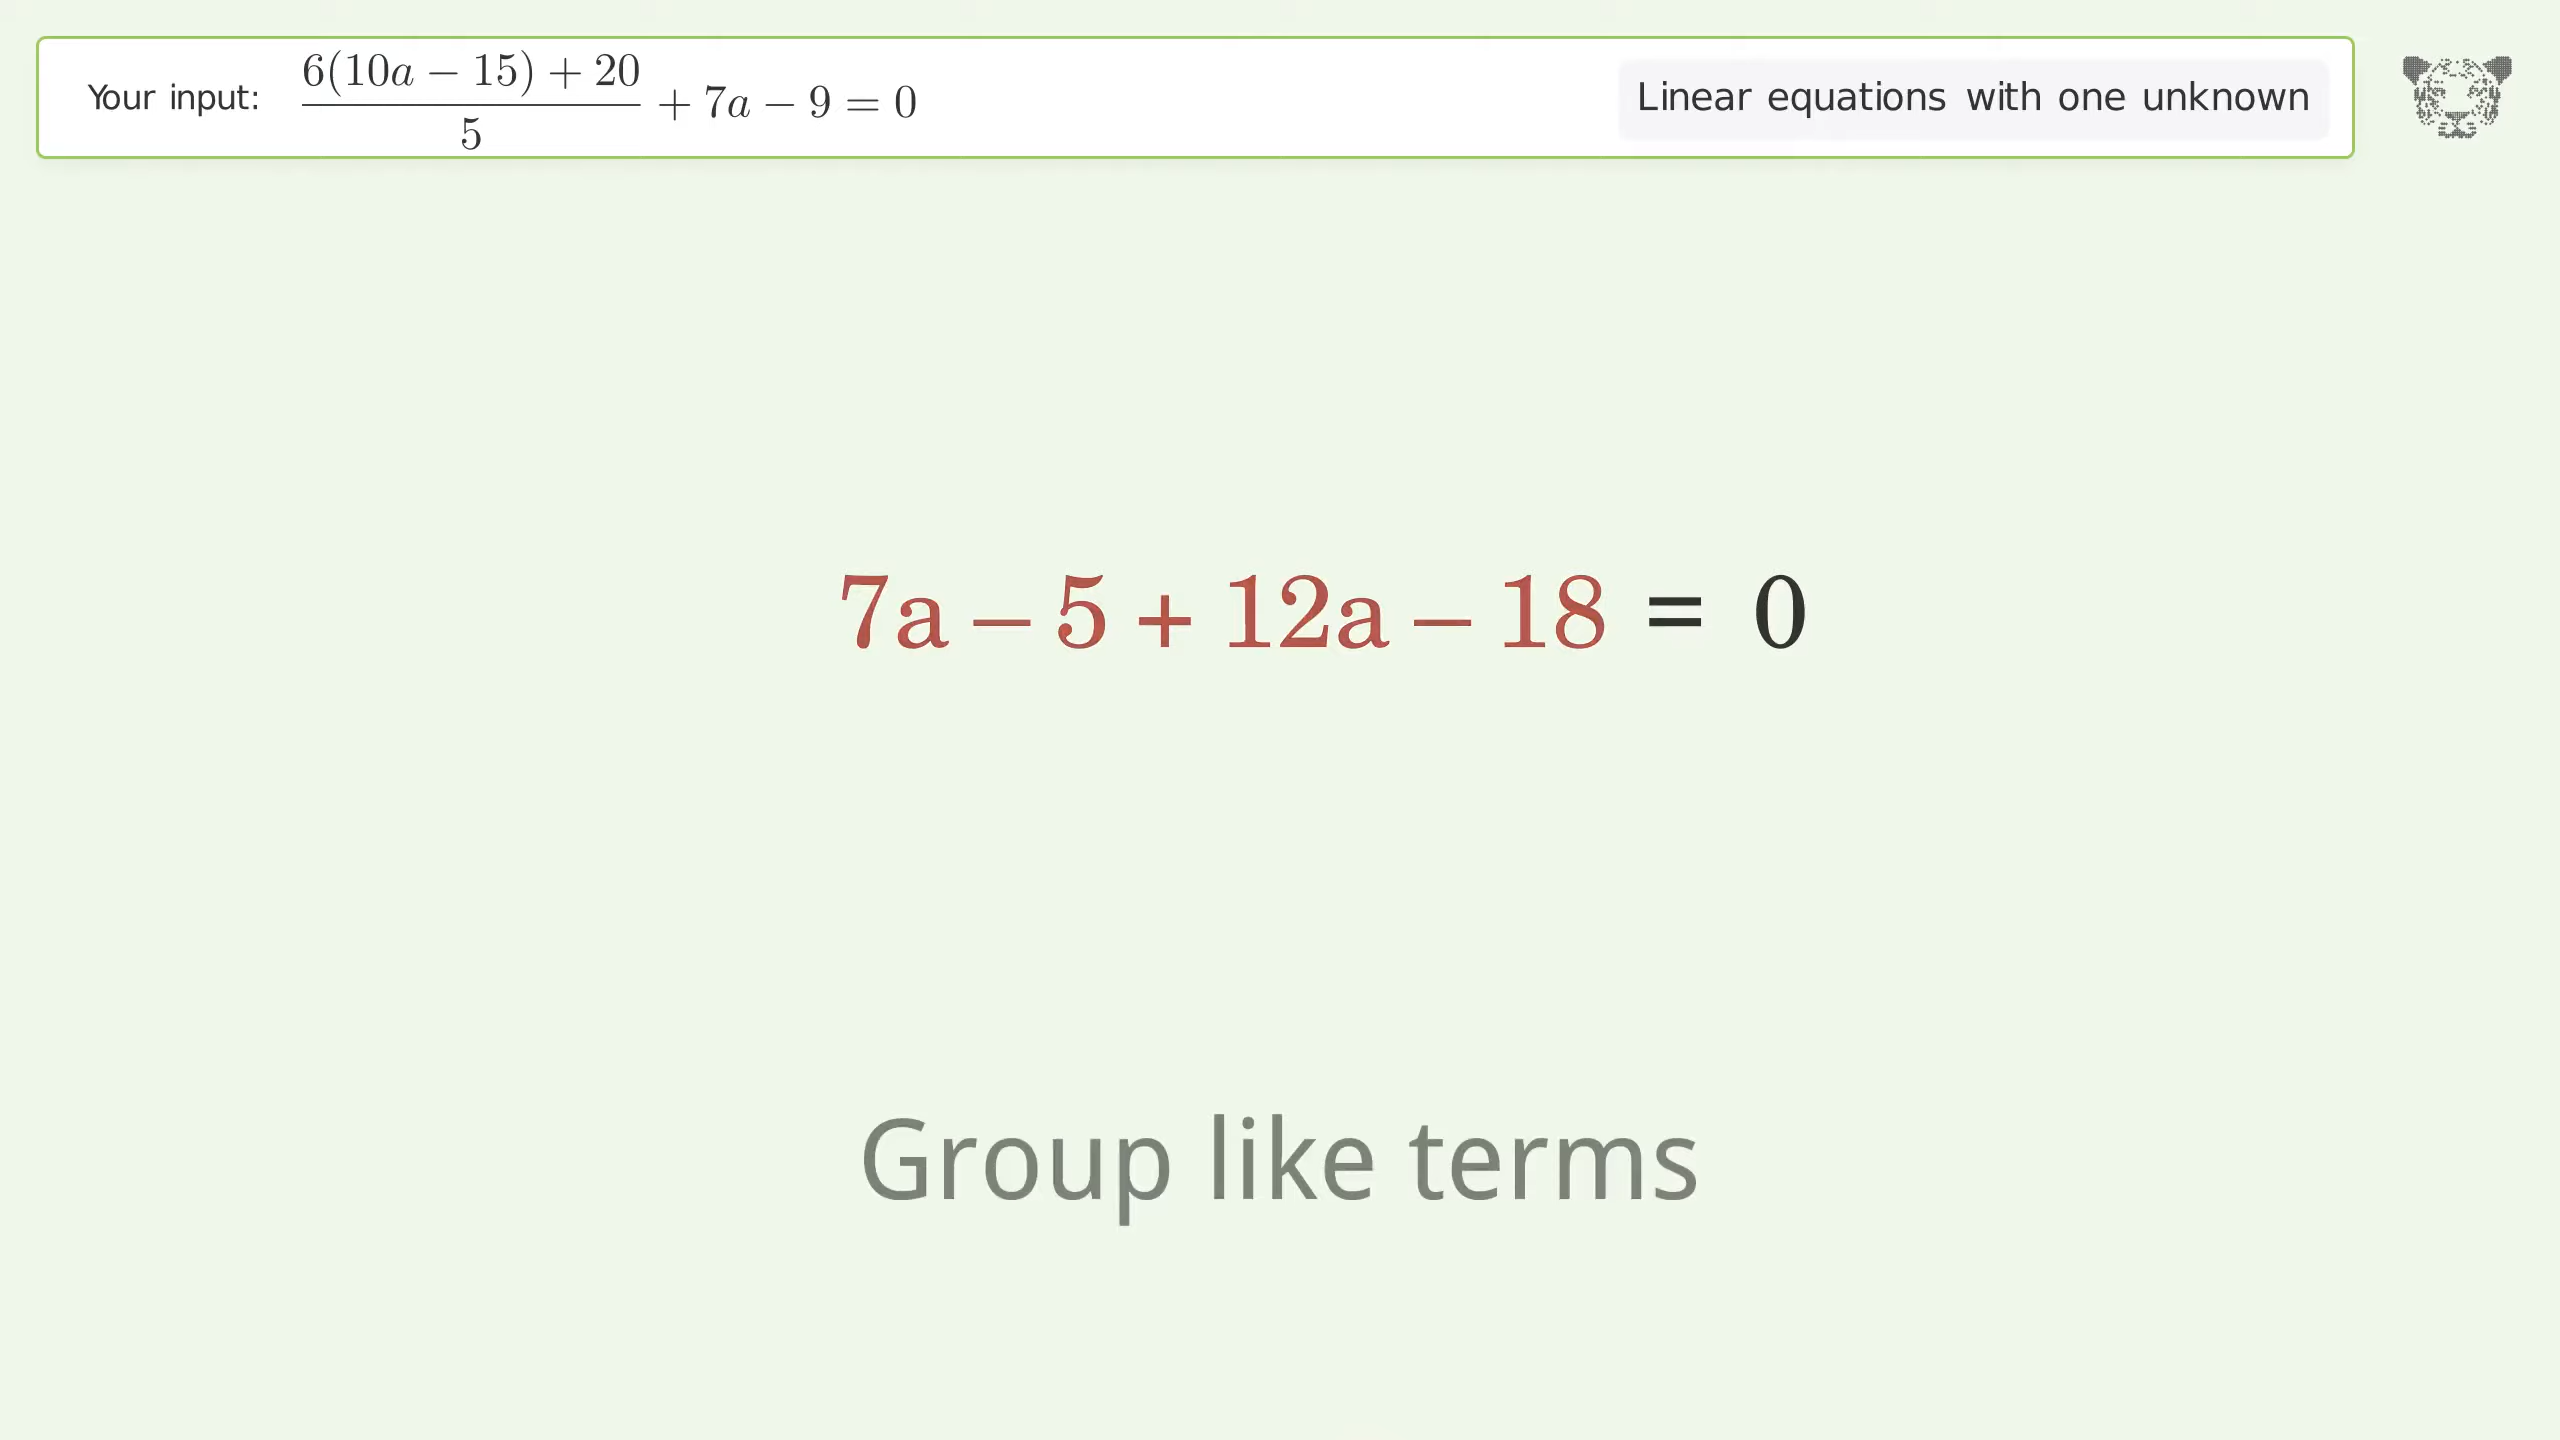 Your input: \frac{6(10a − 15) + 20}{5} + 7a − 9 = 0
Linear equations with one unknown
7a – 5 + 12a – 18 = 0
Group like terms